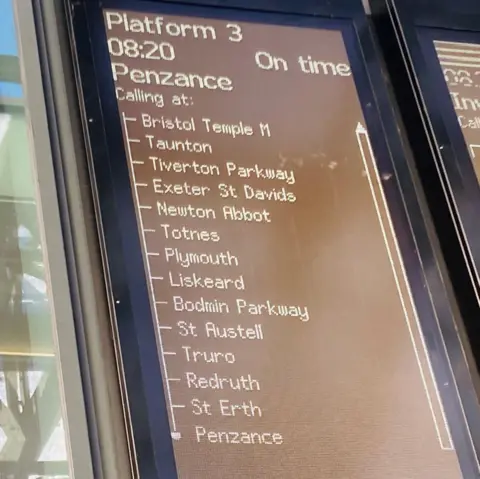 Platform 3
08:20 On time
Penzance
Calling at:
Bristol Temple M
Taunton
Tiverton Parkway
Exeter St Davids
Newton Abbot
Totnes
Plymouth
Liskeard
Bodmin Parkway
St Austell
Truro
Redruth
St Erth
Penzance